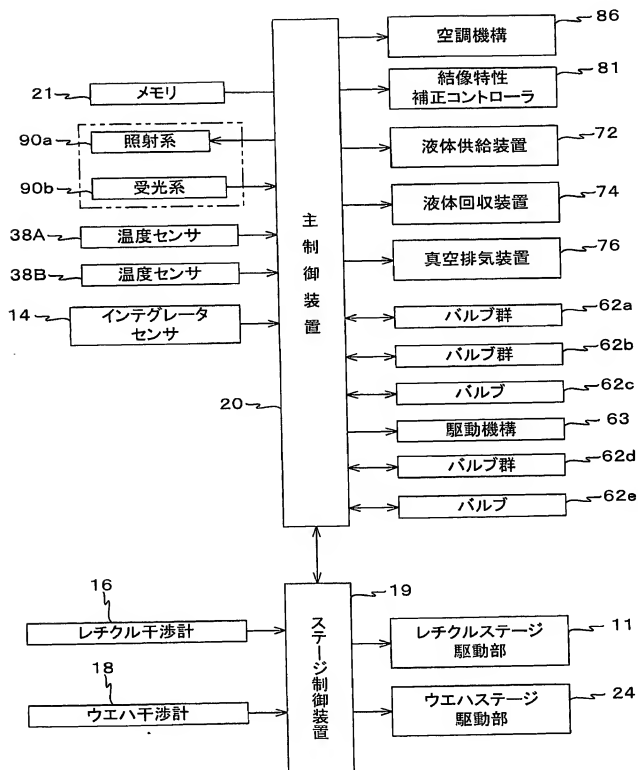 空調機構
86
結像特性
補正コントローラ
81
液体供給装置
72
液体回収装置
74
真空排気装置
76
バルブ群
62a
バルブ群
62b
バルブ
62c
駆動機構
63
バルブ群
62d
バルブ
62e
21
メモリ
90a
照射系
90b
受光系
38A
温度センサ
38B
温度センサ
14
インテグレータ
センサ
主制御装置
20
16
レチクル干渉計
18
ウエハ干渉計
ステージ制御装置
19
レチクルステージ
駆動部
11
ウエハステージ
駆動部
24